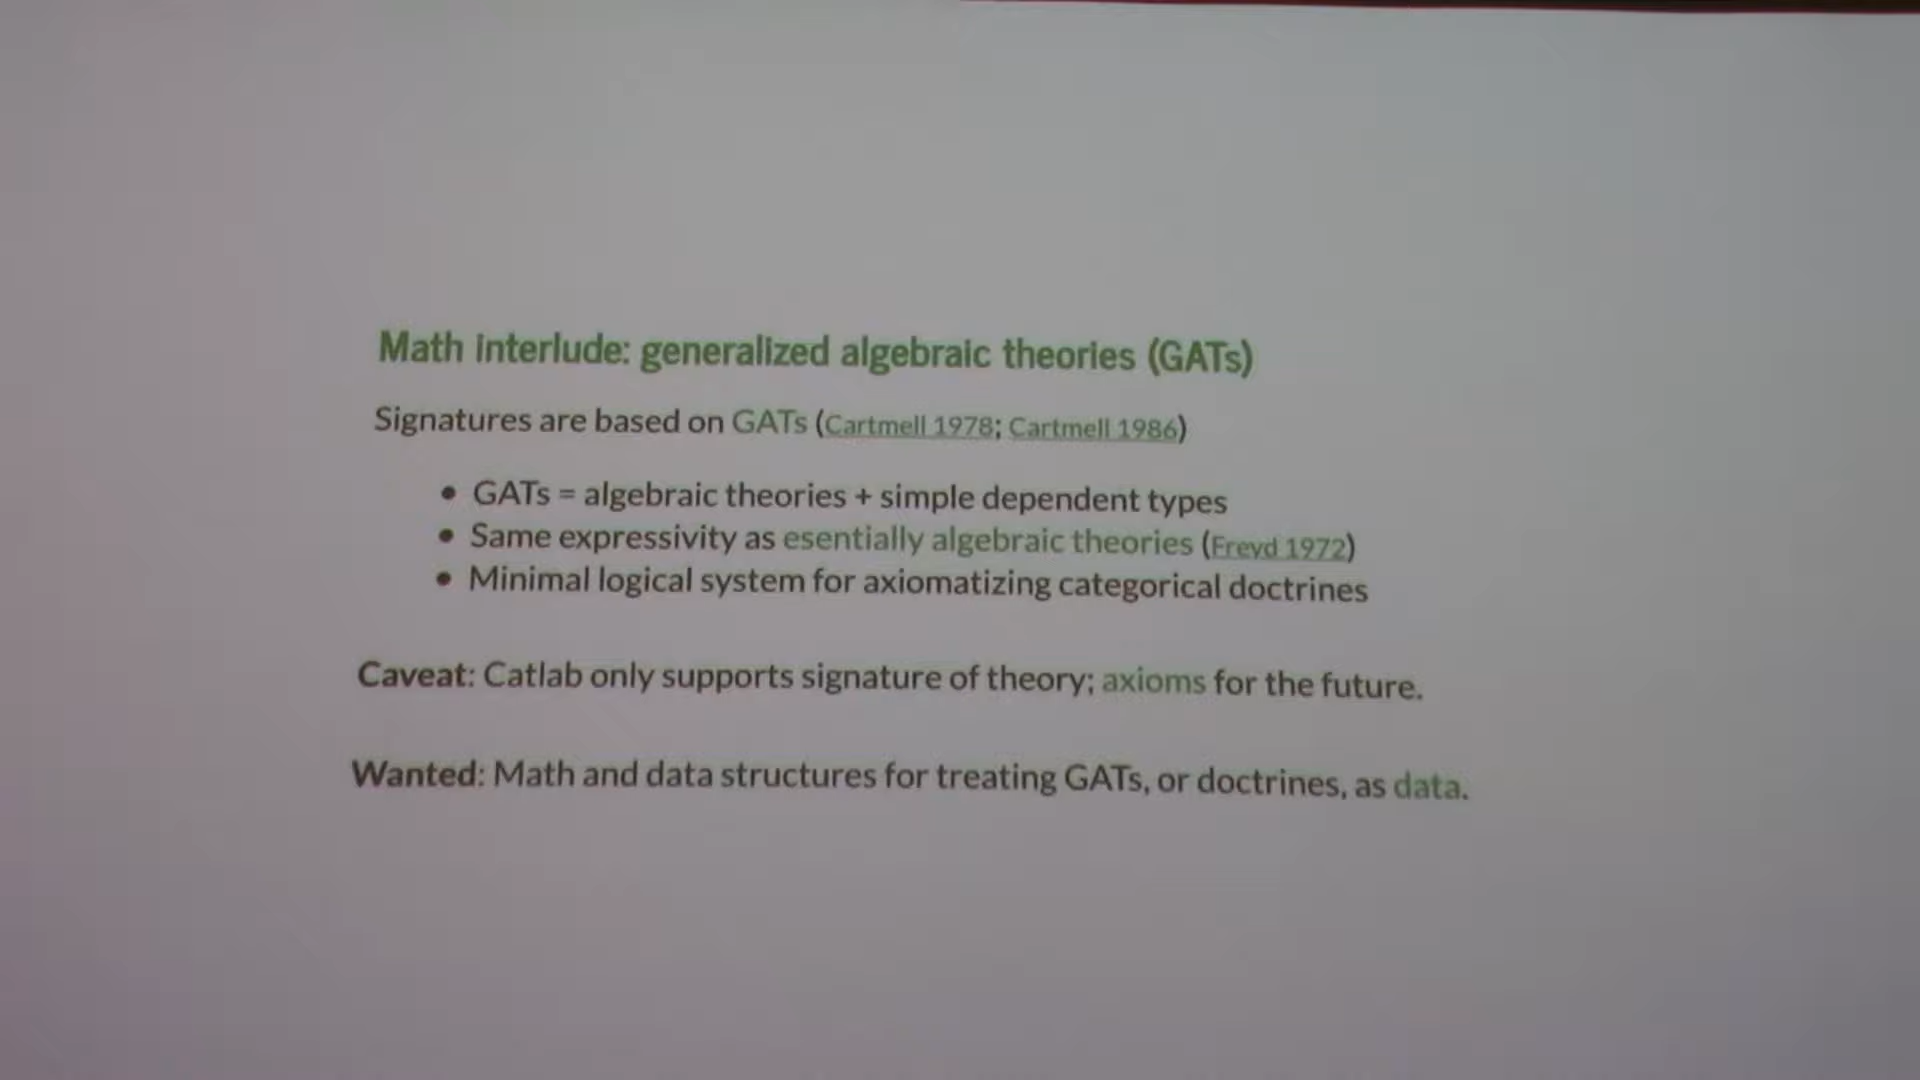 Math interlude: generalized algebraic theories (GATs)
Signatures are based on GATs (Cartmell 1978; Cartmell 1986)
• GATs = algebraic theories + simple dependent types
• Same expressivity as esentially algebraic theories (Freyd 1972)
• Minimal logical system for axiomatizing categorical doctrines
Caveat: Catlab only supports signature of theory; axioms for the future.
Wanted: Math and data structures for treating GATs, or doctrines, as data.